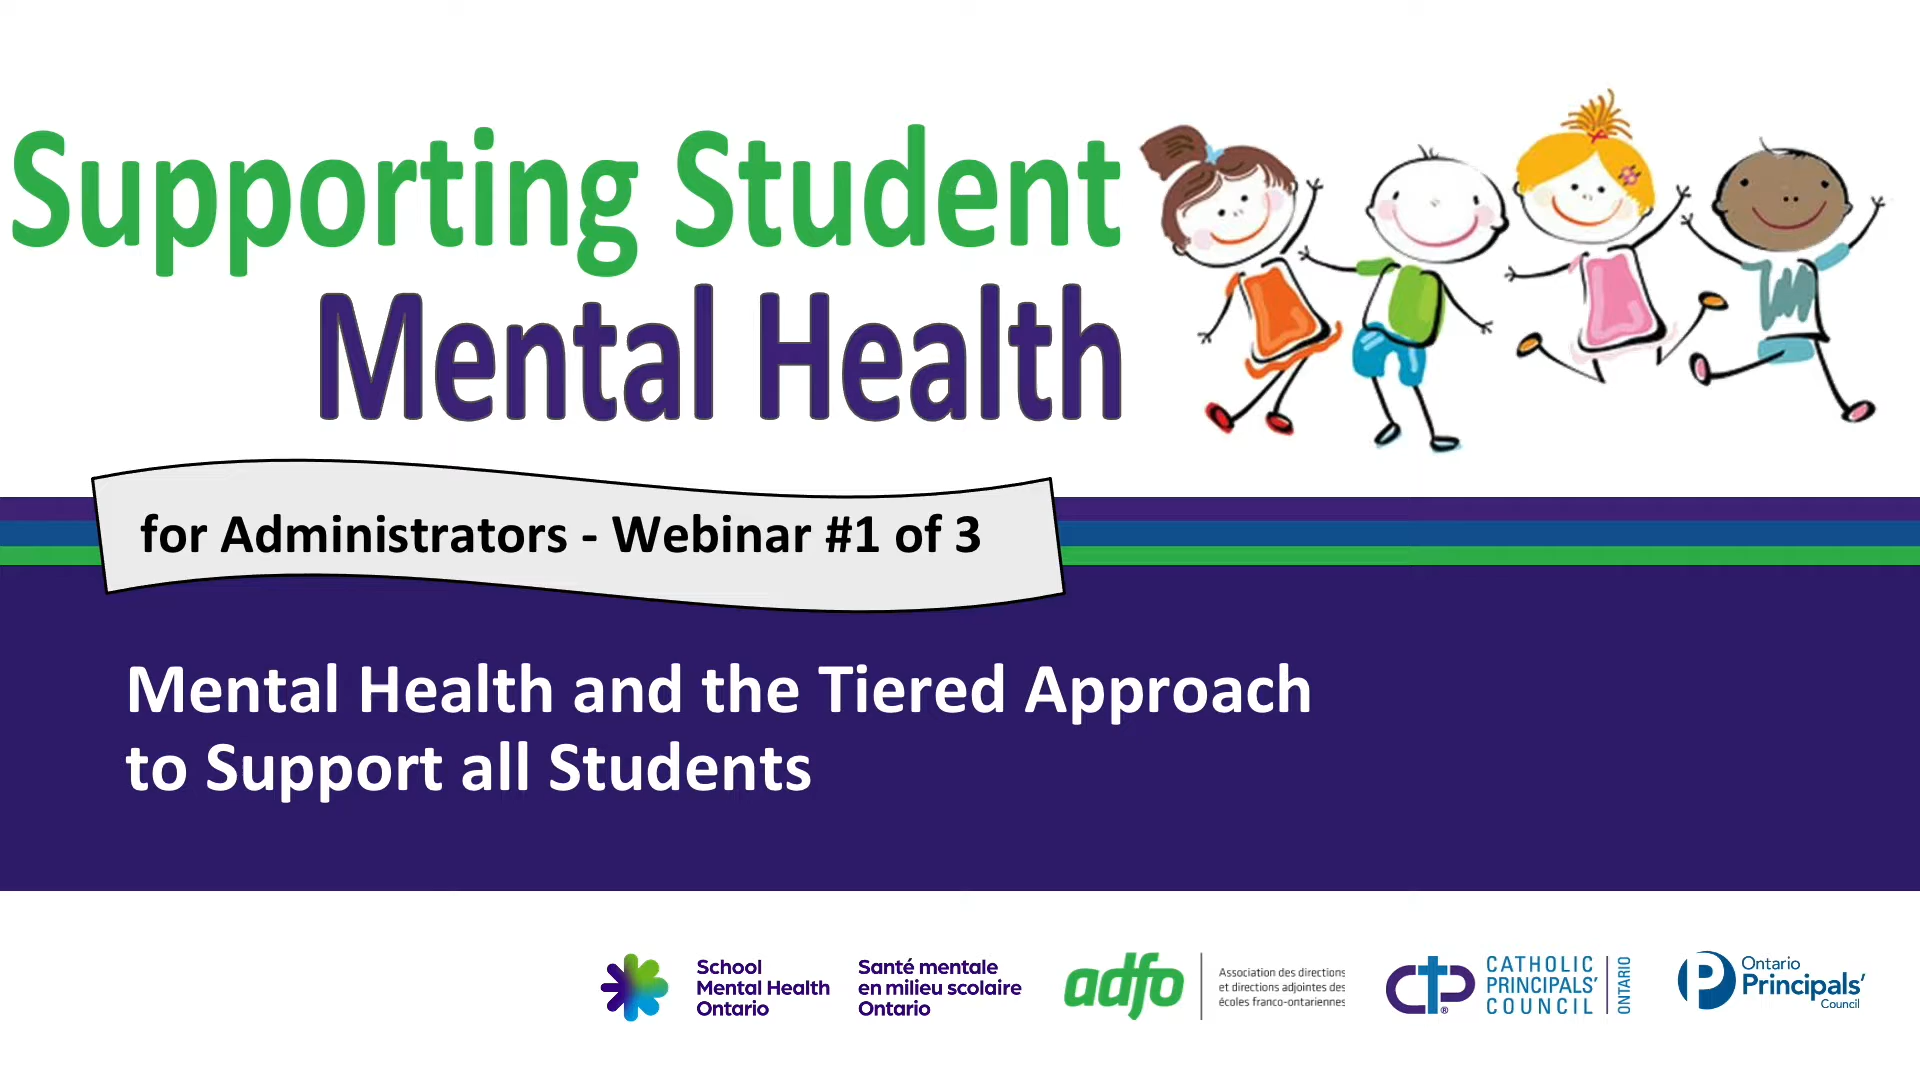 Supporting Student
Mental Health
for Administrators - Webinar #1 of 3
Mental Health and the Tiered Approach
to Support all Students
School
Mental Health
Ontario
Santé mentale
en milieu scolaire
Ontario
adfo
Association des directions
et directions adjointes des
écoles franco-ontariennes
CATHOLIC
PRINCIPALS'
COUNCIL
ONTARIO
Ontario
Principals'
Council